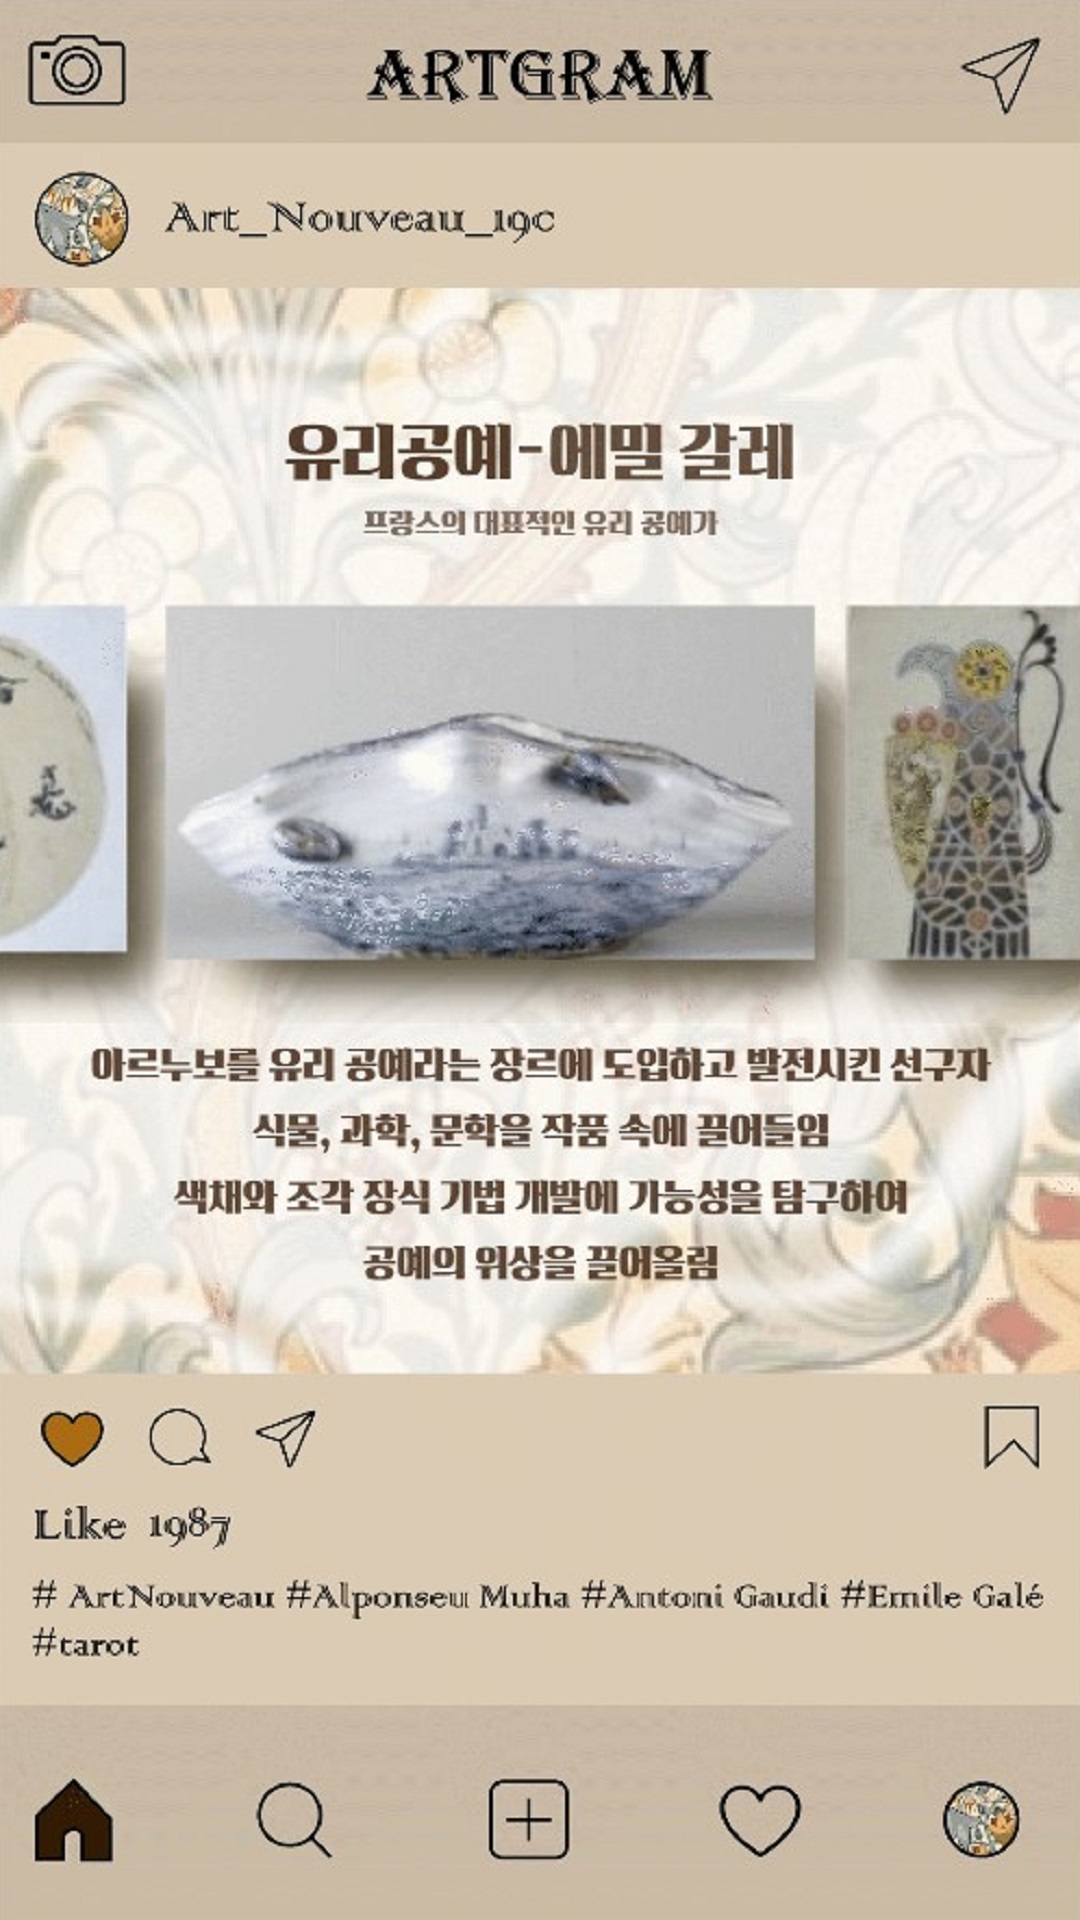 ARTGRAM
Art_Nouveau_19c
유리공예-에밀 갈레
프랑스의 대표적인 유리 공예가
아르누보를 유리 공예라는 장르에 도입하고 발전시킨 선구자
식물, 과학, 문학을 작품 속에 끌어들임
색채와 조각 장식 기법 개발에 가능성을 탐구하여
공예의 위상을 끌어올림
Like 1987
# ArtNouveau #Alponseu Muha #Antoni Gaudi #Emile Galé
#tarot